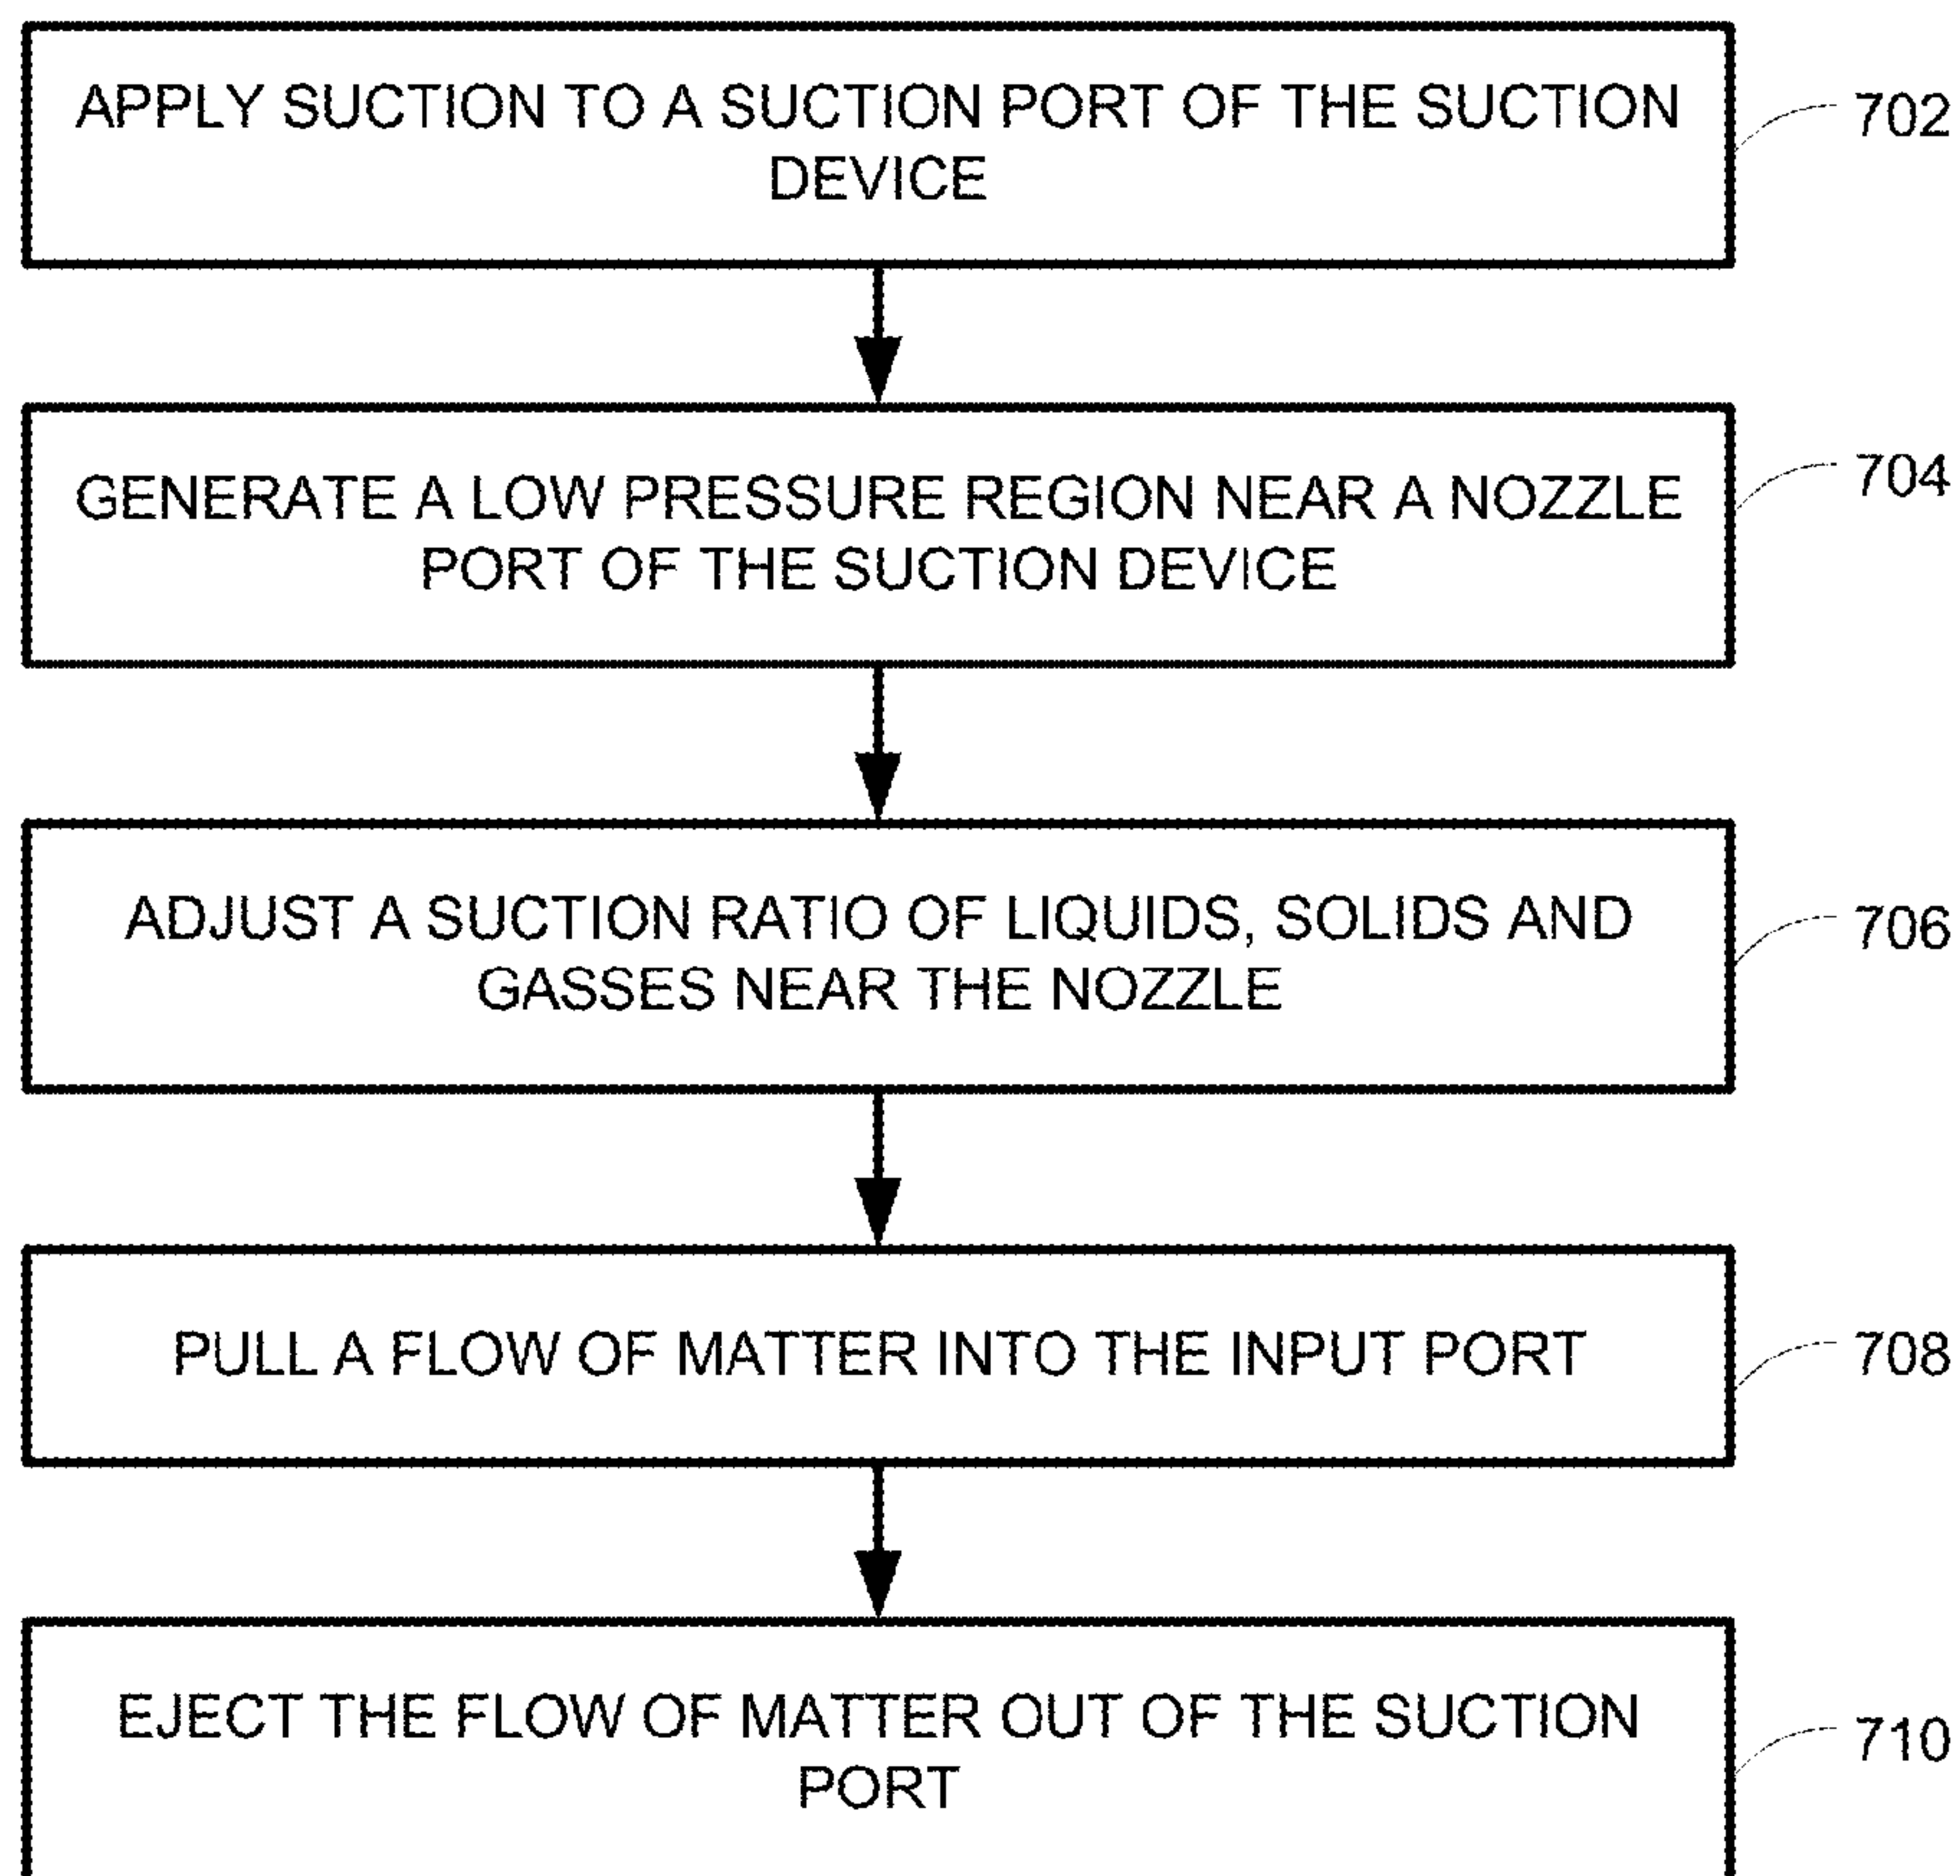 APPLY SUCTION TO A SUCTION PORT OF THE SUCTION
DEVICE
702
GENERATE A LOW PRESSURE REGION NEAR A NOZZLE
PORT OF THE SUCTION DEVICE
704
ADJUST A SUCTION RATIO OF LIQUIDS, SOLIDS AND
GASSES NEAR THE NOZZLE
706
PULL A FLOW OF MATTER INTO THE INPUT PORT
708
EJECT THE FLOW OF MATTER OUT OF THE SUCTION
PORT
710